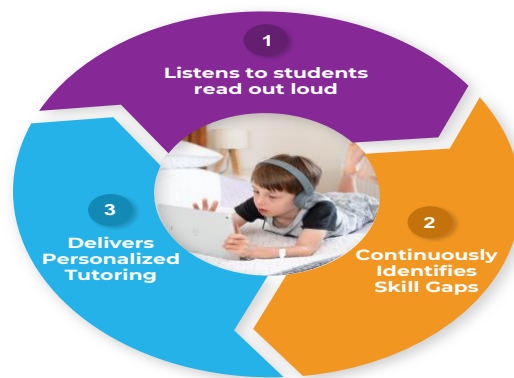 1
Listens to students
read out loud
2
Continuously
Identifies
Skill Gaps
3
Delivers
Personalized
Tutoring